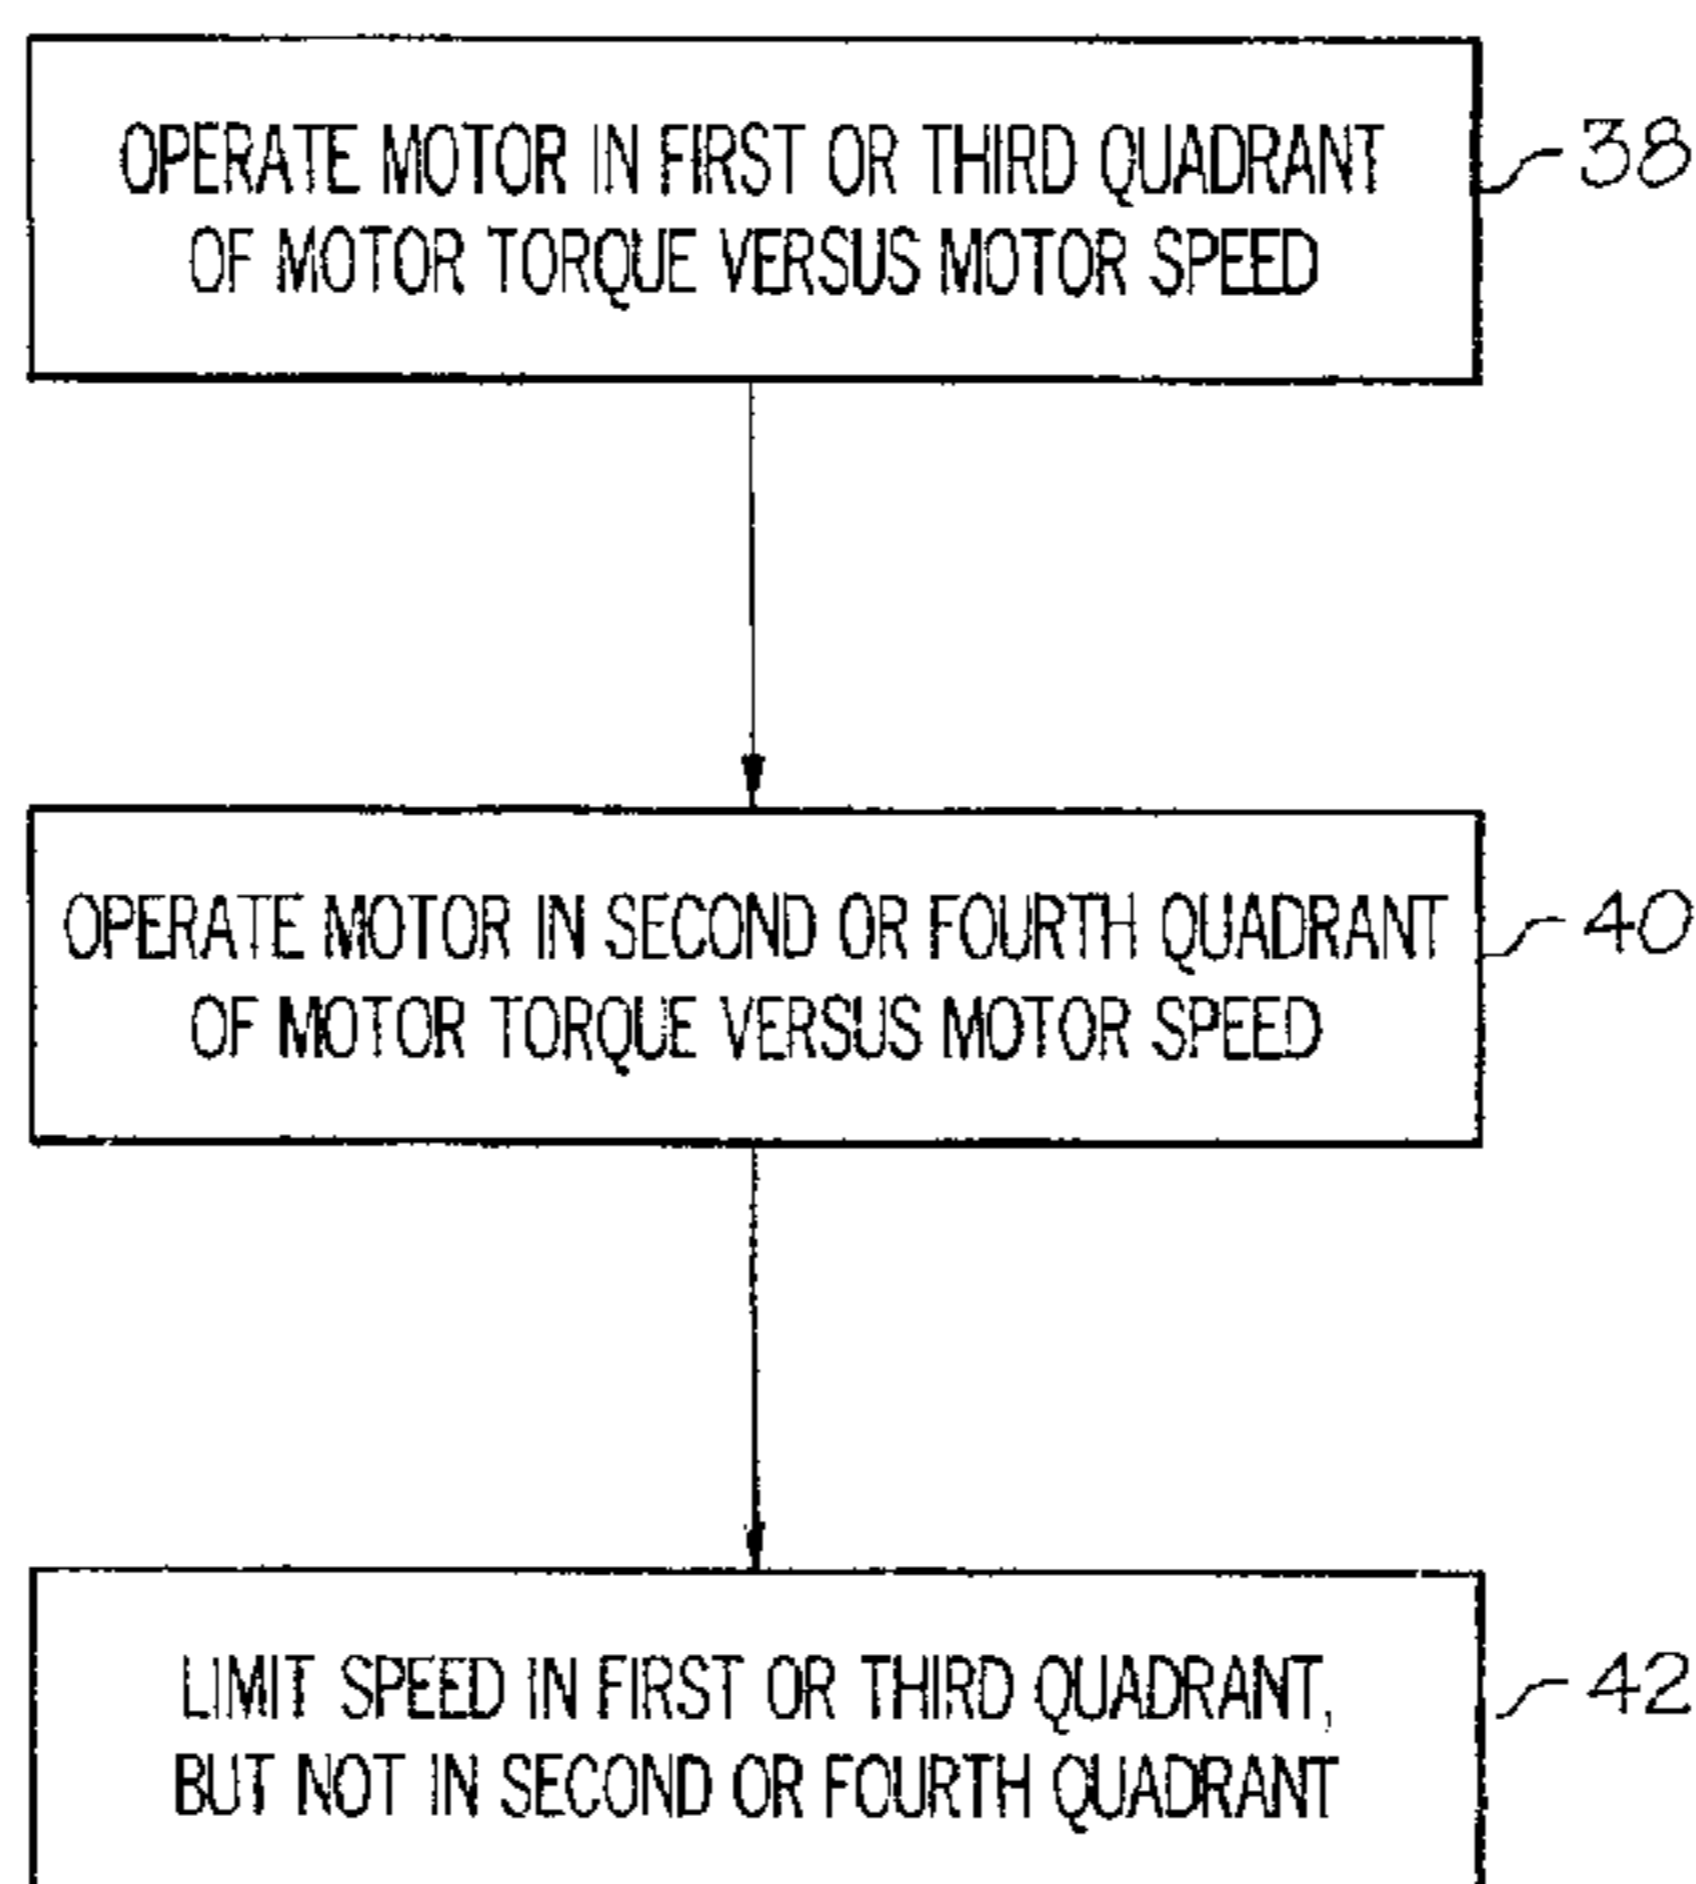 OPERATE MOTOR IN FIRST OR THIRD QUADRANT
OF MOTOR TORQUE VERSUS MOTOR SPEED
38
OPERATE MOTOR IN SECOND OR FOURTH QUADRANT
OF MOTOR TORQUE VERSUS MOTOR SPEED
40
LIMIT SPEED IN FIRST OR THIRD QUADRANT,
BUT NOT IN SECOND OR FOURTH QUADRANT
42